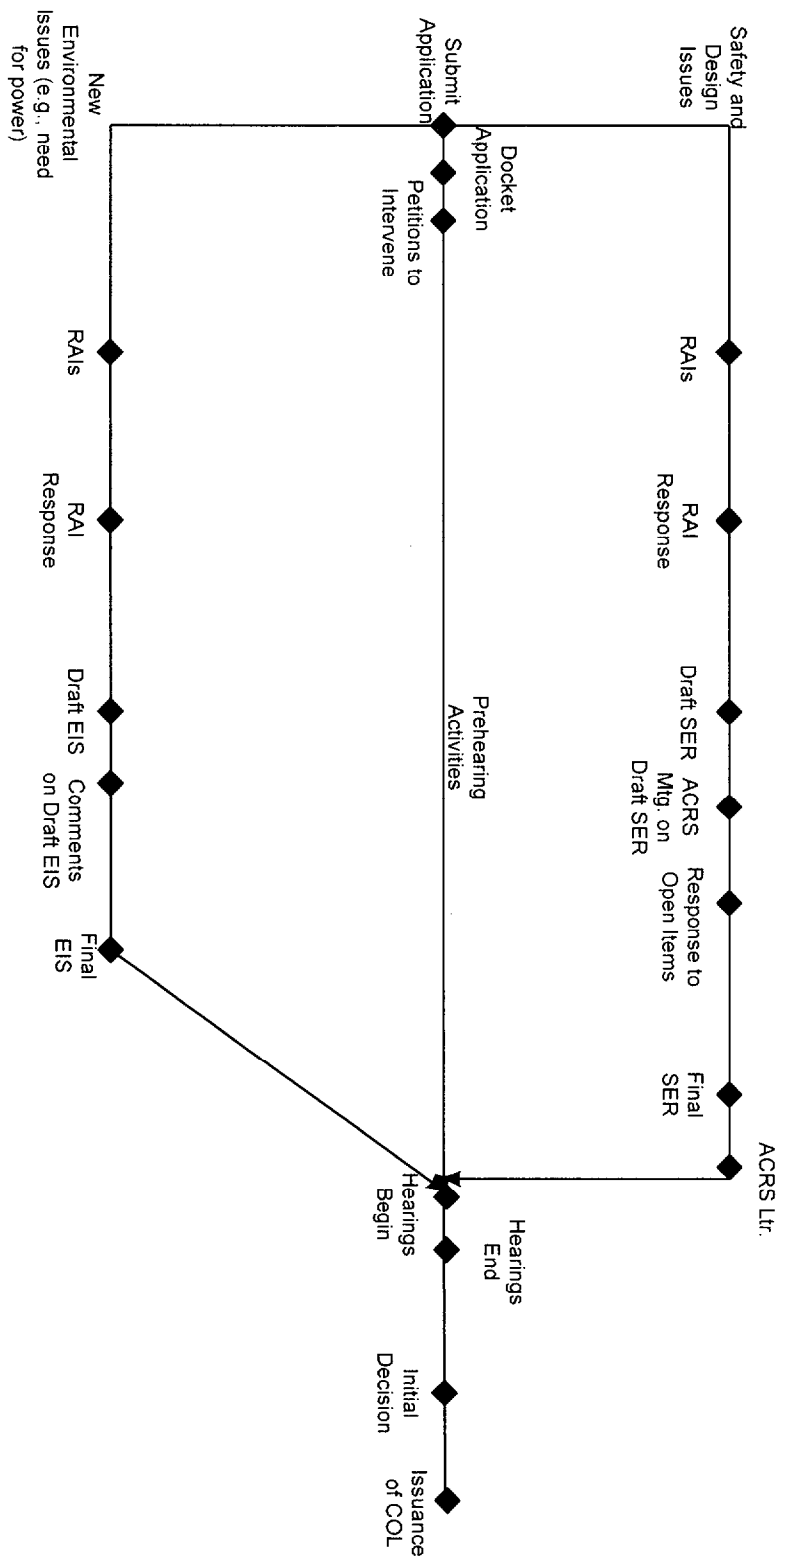 Safety and
Design
Issues
RAIs
RAI
Response
Draft SER
ACRS
Mtg. on
Draft SER
Response to
Open Items
Final
SER
ACRS Ltr.
Submit
Application
Docket
Application
Petitions to
Intervene
Prehearing
Activities
Hearings
Begin
Hearings
End
Initial
Decision
Issuance
of COL
New
Environmental
Issues (e.g., need
for power)
RAIs
RAI
Response
Draft EIS
Comments
on Draft EIS
Final
EIS